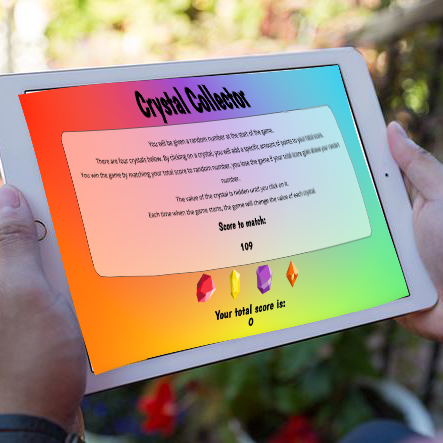 Crystal Collector
You will be given a random number at the start of the game.
There are four crystals below. By clicking on a crystal, you will add a specific amount of points to your total score.
You win the game by matching your total score to random number, you lose the game if your total score goes above your random
number.
The value of the crystal is hidden until you click on it.
Each time when the game starts, the game will change the value of each crystal.
Score to match:
109
Your total score is:
0